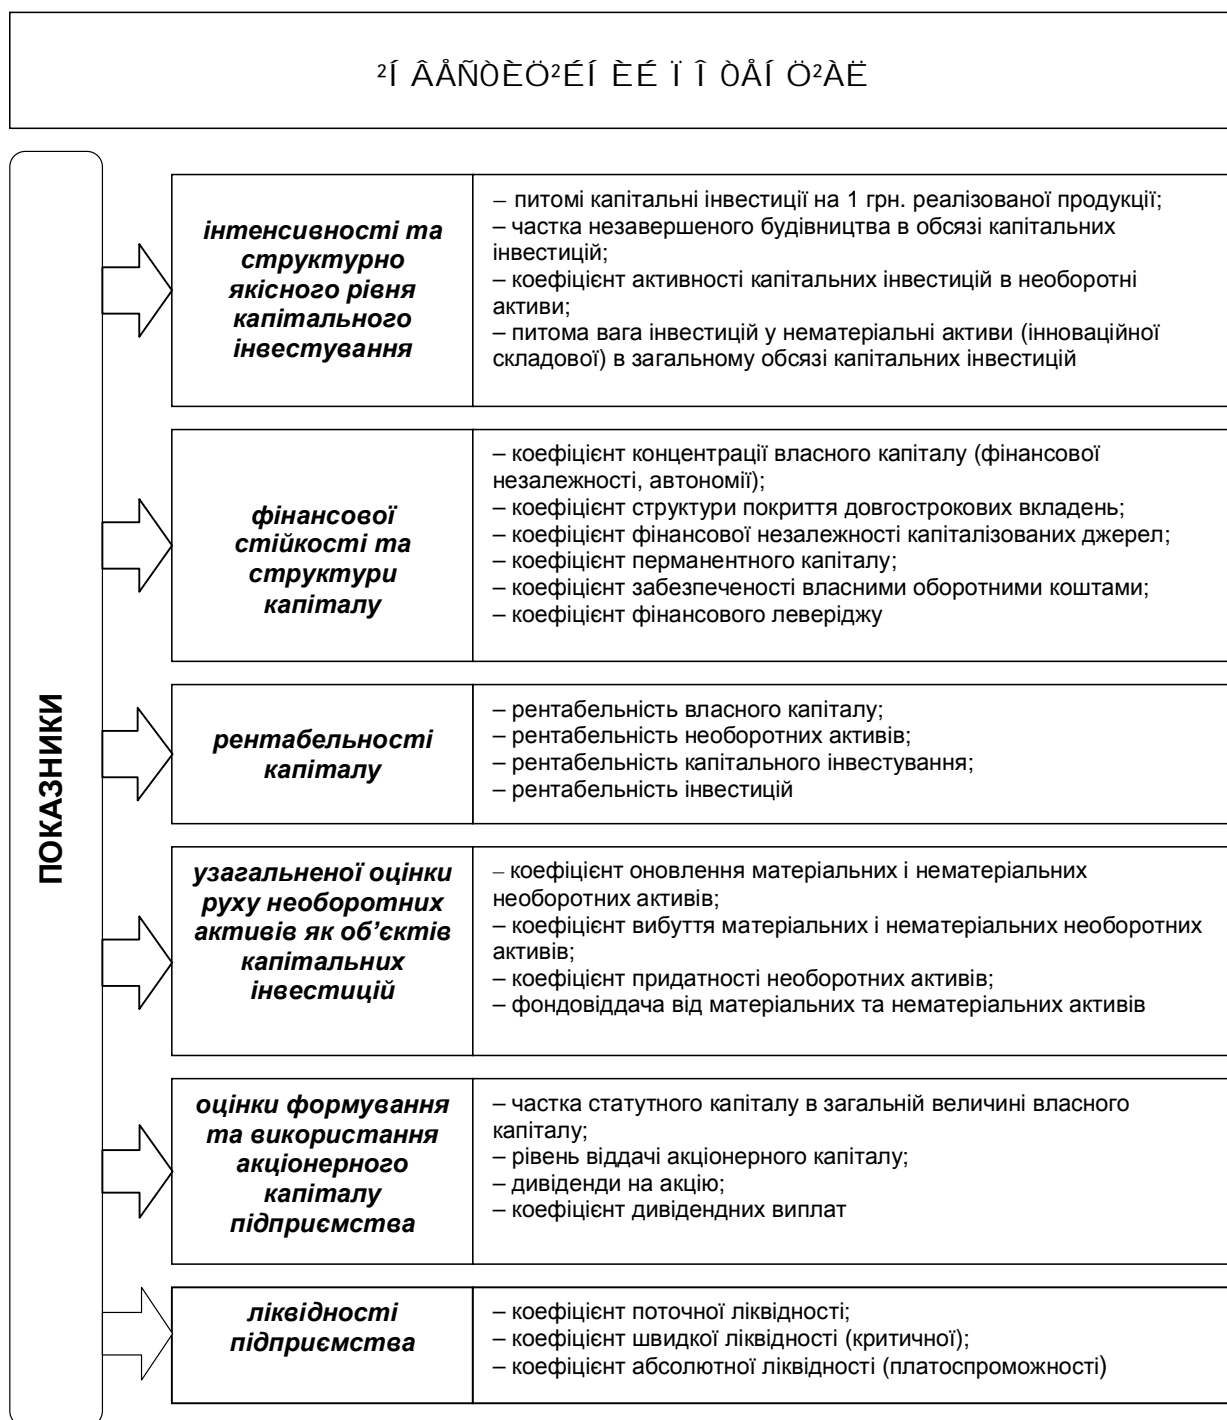 ²Í ÂÅÑÒÈÖ²ÉÍ ÈÉ Ï Î ÒÅÍ Ö²ÀË
ПОКАЗНИКИ
інтенсивності та
структурно
якісного рівня
капітального
інвестування
– питомі капітальні інвестиції на 1 грн. реалізованої продукції;
– частка незавершеного будівництва в обсязі капітальних
інвестицій;
– коефіцієнт активності капітальних інвестицій в необоротні
активи;
– питома вага інвестицій у нематеріальні активи (інноваційної
складової) в загальному обсязі капітальних інвестицій
фінансової
стійкості та
структури
капіталу
– коефіцієнт концентрації власного капіталу (фінансової
незалежності, автономії);
– коефіцієнт структури покриття довгострокових вкладень;
– коефіцієнт фінансової незалежності капіталізованих джерел;
– коефіцієнт перманентного капіталу;
– коефіцієнт забезпеченості власними оборотними коштами;
– коефіцієнт фінансового леверіджу
рентабельності
капіталу
– рентабельність власного капіталу;
– рентабельність необоротних активів;
– рентабельність капітального інвестування;
– рентабельність інвестицій
узагальненої оцінки
руху необоротних
активів як об’єктів
капітальних
інвестицій
– коефіцієнт оновлення матеріальних і нематеріальних
необоротних активів;
– коефіцієнт вибуття матеріальних і нематеріальних необоротних
активів;
– коефіцієнт придатності необоротних активів;
– фондовіддача від матеріальних та нематеріальних активів
оцінки формування
та використання
акціонерного
капіталу
підприємства
– частка статутного капіталу в загальній величині власного
капіталу;
– рівень віддачі акціонерного капіталу;
– дивіденди на акцію;
– коефіцієнт дивідендних виплат
ліквідності
підприємства
– коефіцієнт поточної ліквідності;
– коефіцієнт швидкої ліквідності (критичної);
– коефіцієнт абсолютної ліквідності (платоспроможності)